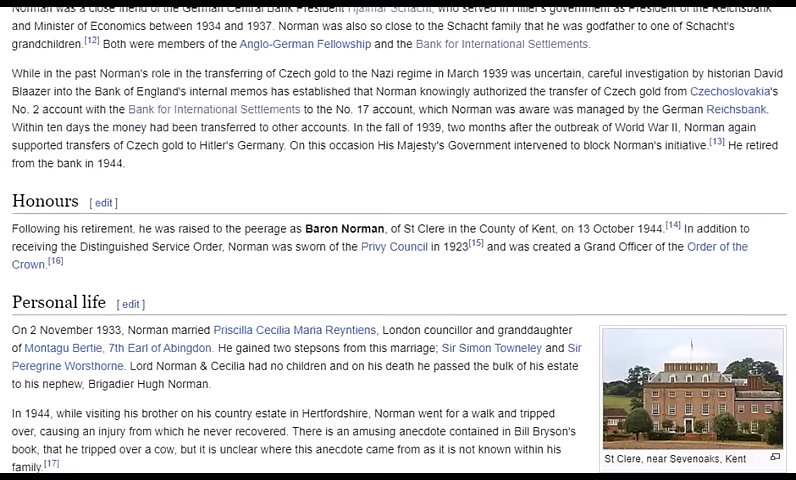 Norman was a close friend of the German Central Bank President Hjalmar Schacht, who served in Hitler's government as President of the Reichsbank
and Minister of Economics between 1934 and 1937. Norman was also so close to the Schacht family that he was godfather to one of Schacht's
grandchildren.[12] Both were members of the Anglo-German Fellowship and the Bank for International Settlements.
While in the past Norman's role in the transferring of Czech gold to the Nazi regime in March 1939 was uncertain, careful investigation by historian David
Blaazer into the Bank of England's internal memos has established that Norman knowingly authorized the transfer of Czech gold from Czechoslovakia's
No. 2 account with the Bank for International Settlements to the No. 17 account, which Norman was aware was managed by the German Reichsbank.
Within ten days the money had been transferred to other accounts. In the fall of 1939, two months after the outbreak of World War II, Norman again
supported transfers of Czech gold to Hitler's Germany. On this occasion His Majesty's Government intervened to block Norman's initiative.[13] He retired
from the bank in 1944.
Honours [ edit ]
Following his retirement, he was raised to the peerage as Baron Norman, of St Clere in the County of Kent, on 13 October 1944.[14] In addition to
receiving the Distinguished Service Order, Norman was sworn of the Privy Council in 1923[15] and was created a Grand Officer of the Order of the
Crown.[16]
Personal life [ edit ]
On 2 November 1933, Norman married Priscilla Cecilia Maria Reyntiens, London councillor and granddaughter
of Montagu Bertie, 7th Earl of Abingdon. He gained two stepsons from this marriage; Sir Simon Towneley and Sir
Peregrine Worsthorne. Lord Norman & Cecilia had no children and on his death he passed the bulk of his estate
to his nephew, Brigadier Hugh Norman.
In 1944, while visiting his brother on his country estate in Hertfordshire, Norman went for a walk and tripped
over, causing an injury from which he never recovered. There is an amusing anecdote contained in Bill Bryson's
book, that he tripped over a cow, but it is unclear where this anecdote came from as it is not known within his
family.[17]
St Clere, near Sevenoaks, Kent